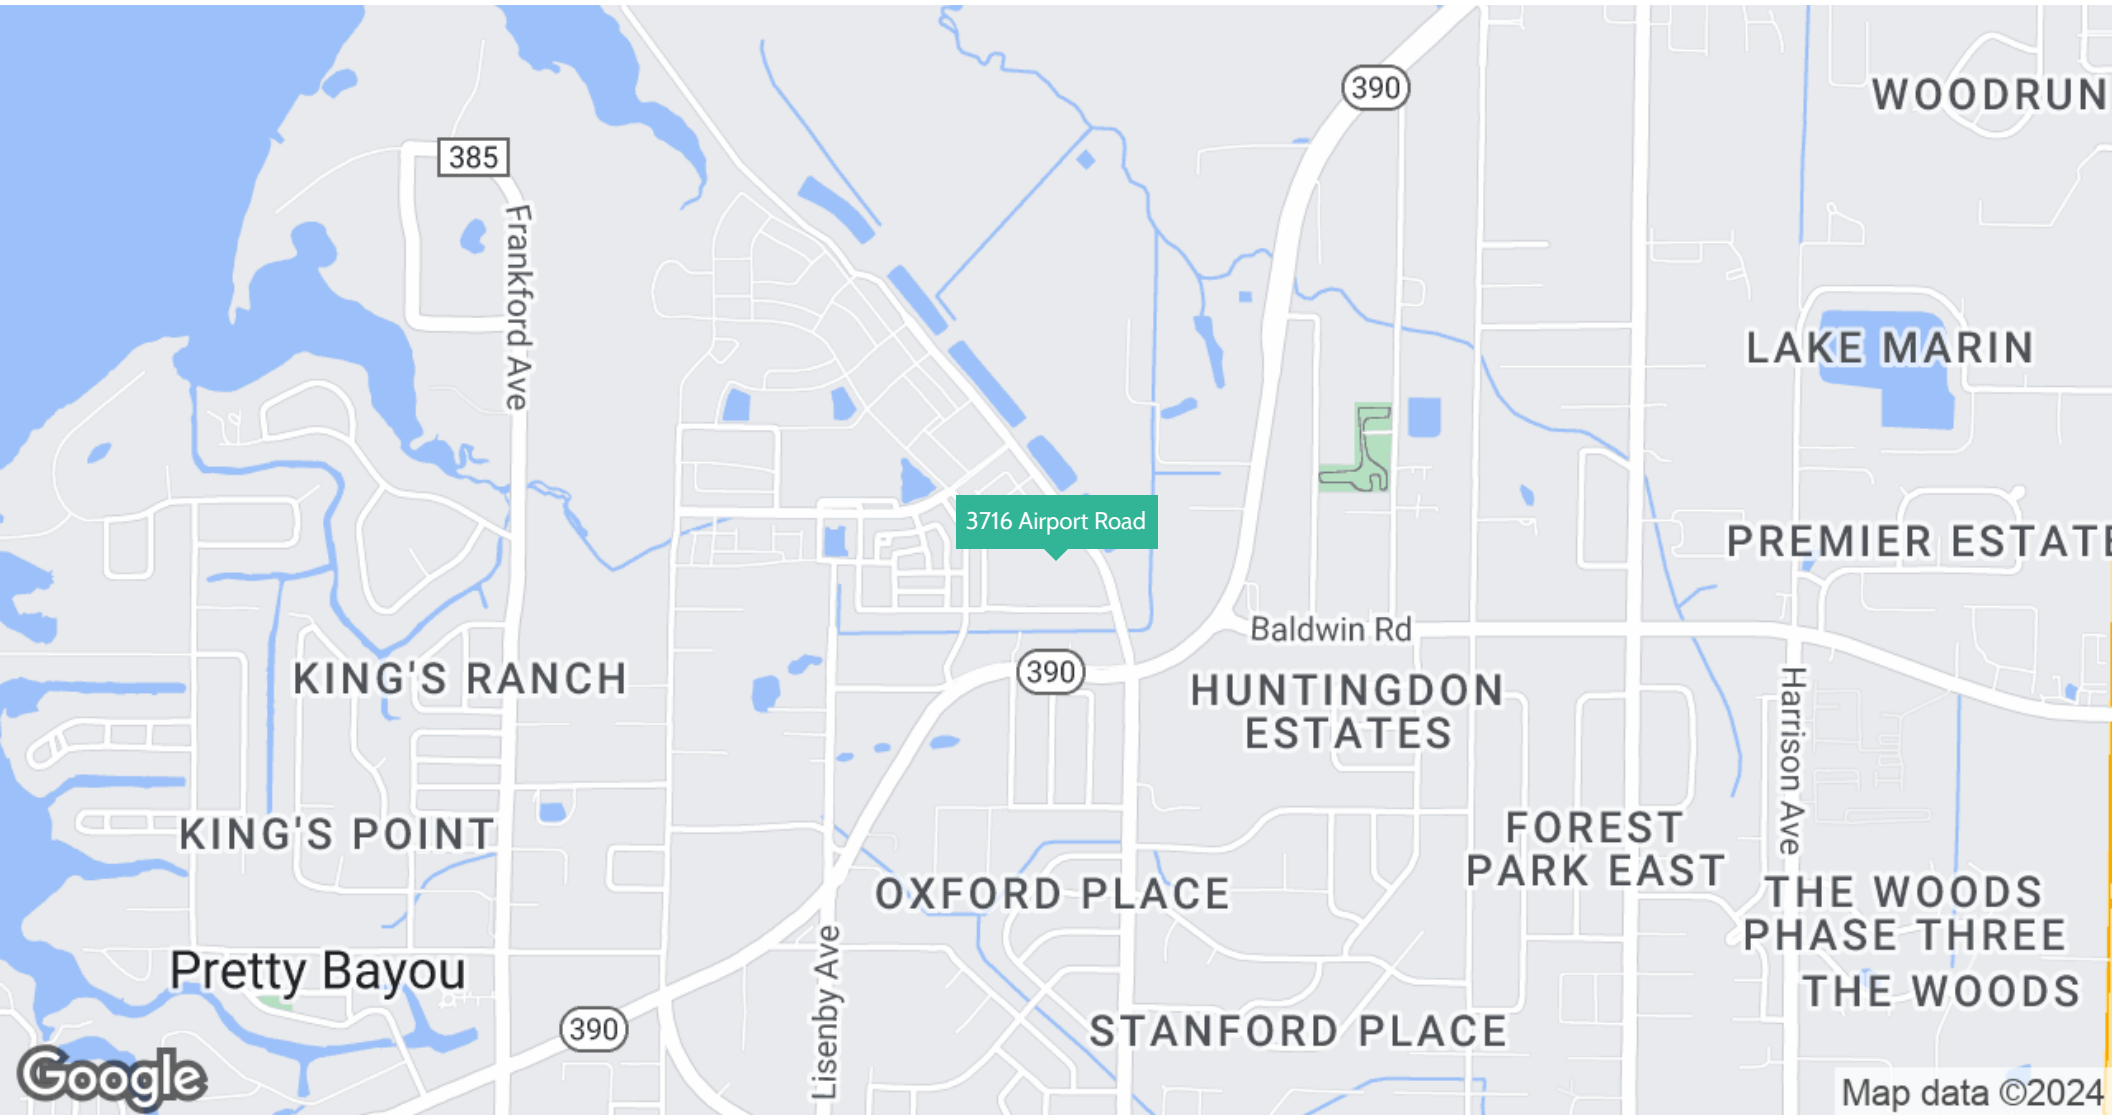 390
WOODRUN
385
Frankford Ave
LAKE MARIN
3716 Airport Road
PREMIER ESTATE
Baldwin Rd
390
KING'S RANCH
HUNTINGDON
ESTATES
Harrison Ave
KING'S POINT
FOREST
PARK EAST
OXFORD PLACE
THE WOODS
PHASE THREE
Lisenby Ave
Pretty Bayou
THE WOODS
390
STANFORD PLACE
Google
Map data ©2024